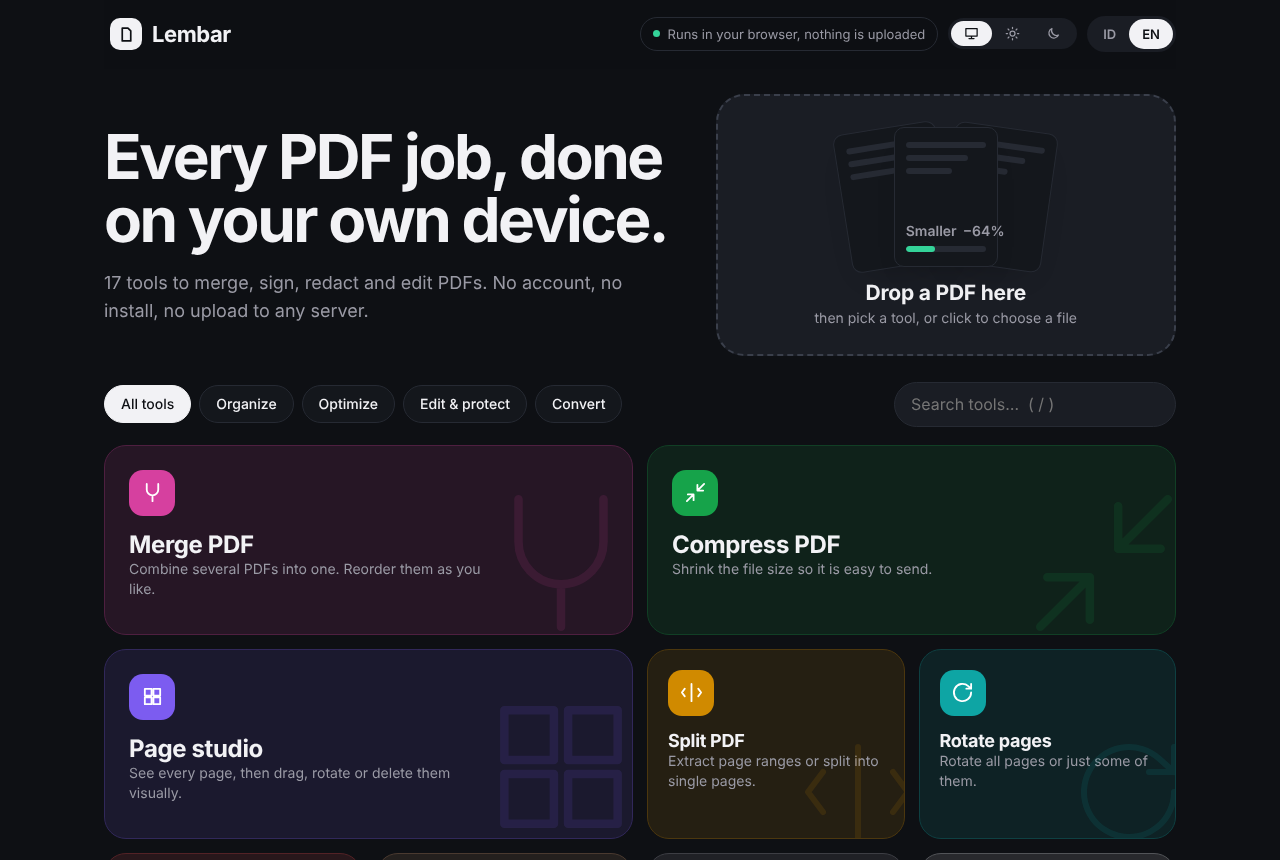 Lembar
Runs in your browser, nothing is uploaded
ID
EN
Every PDF job, done
on your own device.
17 tools to merge, sign, redact and edit PDFs. No account, no
install, no upload to any server.
Smaller −64%
Drop a PDF here
then pick a tool, or click to choose a file
All tools
Organize
Optimize
Edit & protect
Convert
Search tools... ( / )
Merge PDF
Combine several PDFs into one. Reorder them as you
like.
Compress PDF
Shrink the file size so it is easy to send.
Page studio
See every page, then drag, rotate or delete them
visually.
Split PDF
Extract page ranges or split into
single pages.
Rotate pages
Rotate all pages or just some of
them.